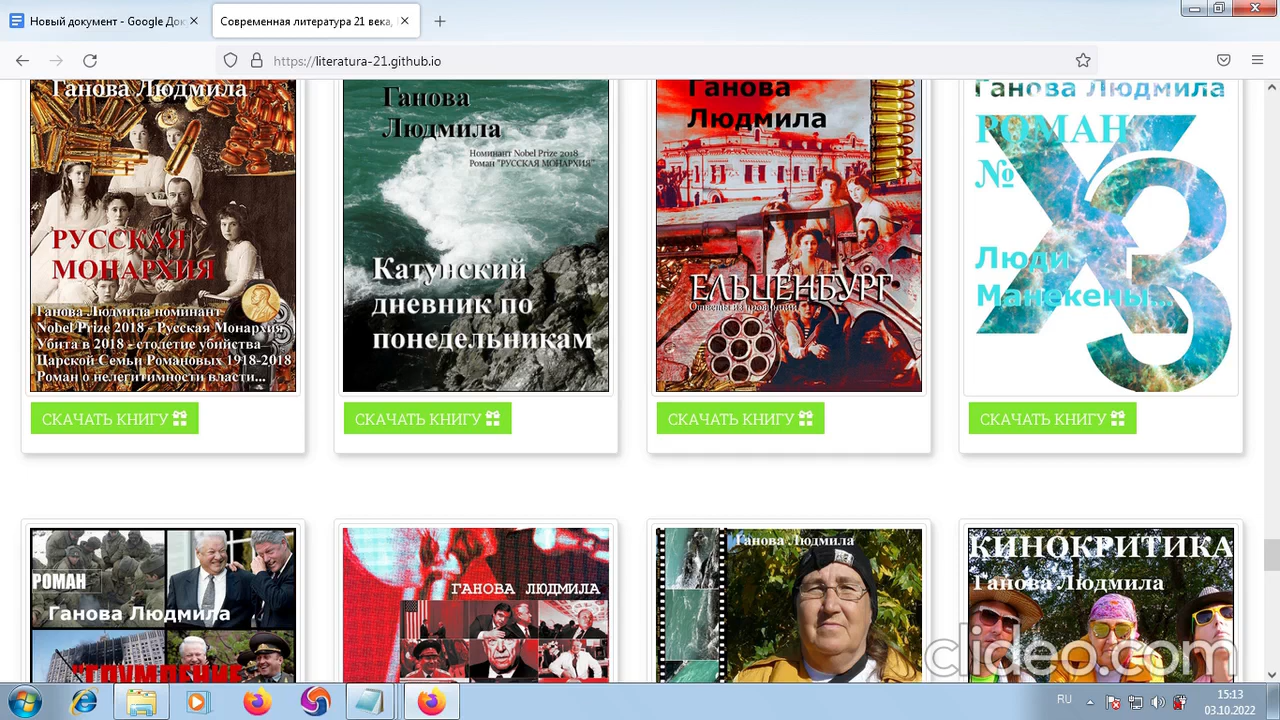 Новый документ - Google Док
Современная литература 21 века,
https://literatura-21.github.io
Ганова Людмила
РУССКАЯ
МОНАРХИЯ
Ганова Людмила номинант
Nobel Prize 2018 - Русская Монархия
Убита в 2018 - столетие убийства
Царской Семьи Романовых 1918-2018
Роман о нелегитимности власти...
Ганова
Людмила
Номинант Nobel Prize 2018
Роман "РУССКАЯ МОНАРХИЯ"
Катунский
дневник по
понедельникам
Ганова
Людмила
ЕЛЬЦЕНБУРГ
Ганова Людмила
РОМАН
№
X3
Люди
Манекены...
СКАЧАТЬ КНИГУ
СКАЧАТЬ КНИГУ
СКАЧАТЬ КНИГУ
СКАЧАТЬ КНИГУ
РОМАН
Ганова Людмила
"ГЛУМЛЕНИЕ
ГАНОВА ЛЮДМИЛА
Ганова Людмила
КИНОКРИТИКА
Ганова Людмила
clideo.com
RU
15:13
03.10.2022